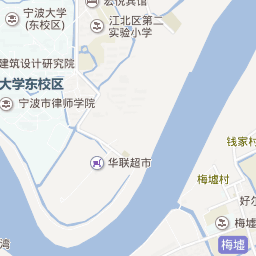 宏悦宾馆
宁波大学
(东校区)
江北区第二
实验小学
建筑设计研究院
大学东校区
宁波市律师学院
华联超市
钱家村
梅墟村
好尔
梅墟
湾